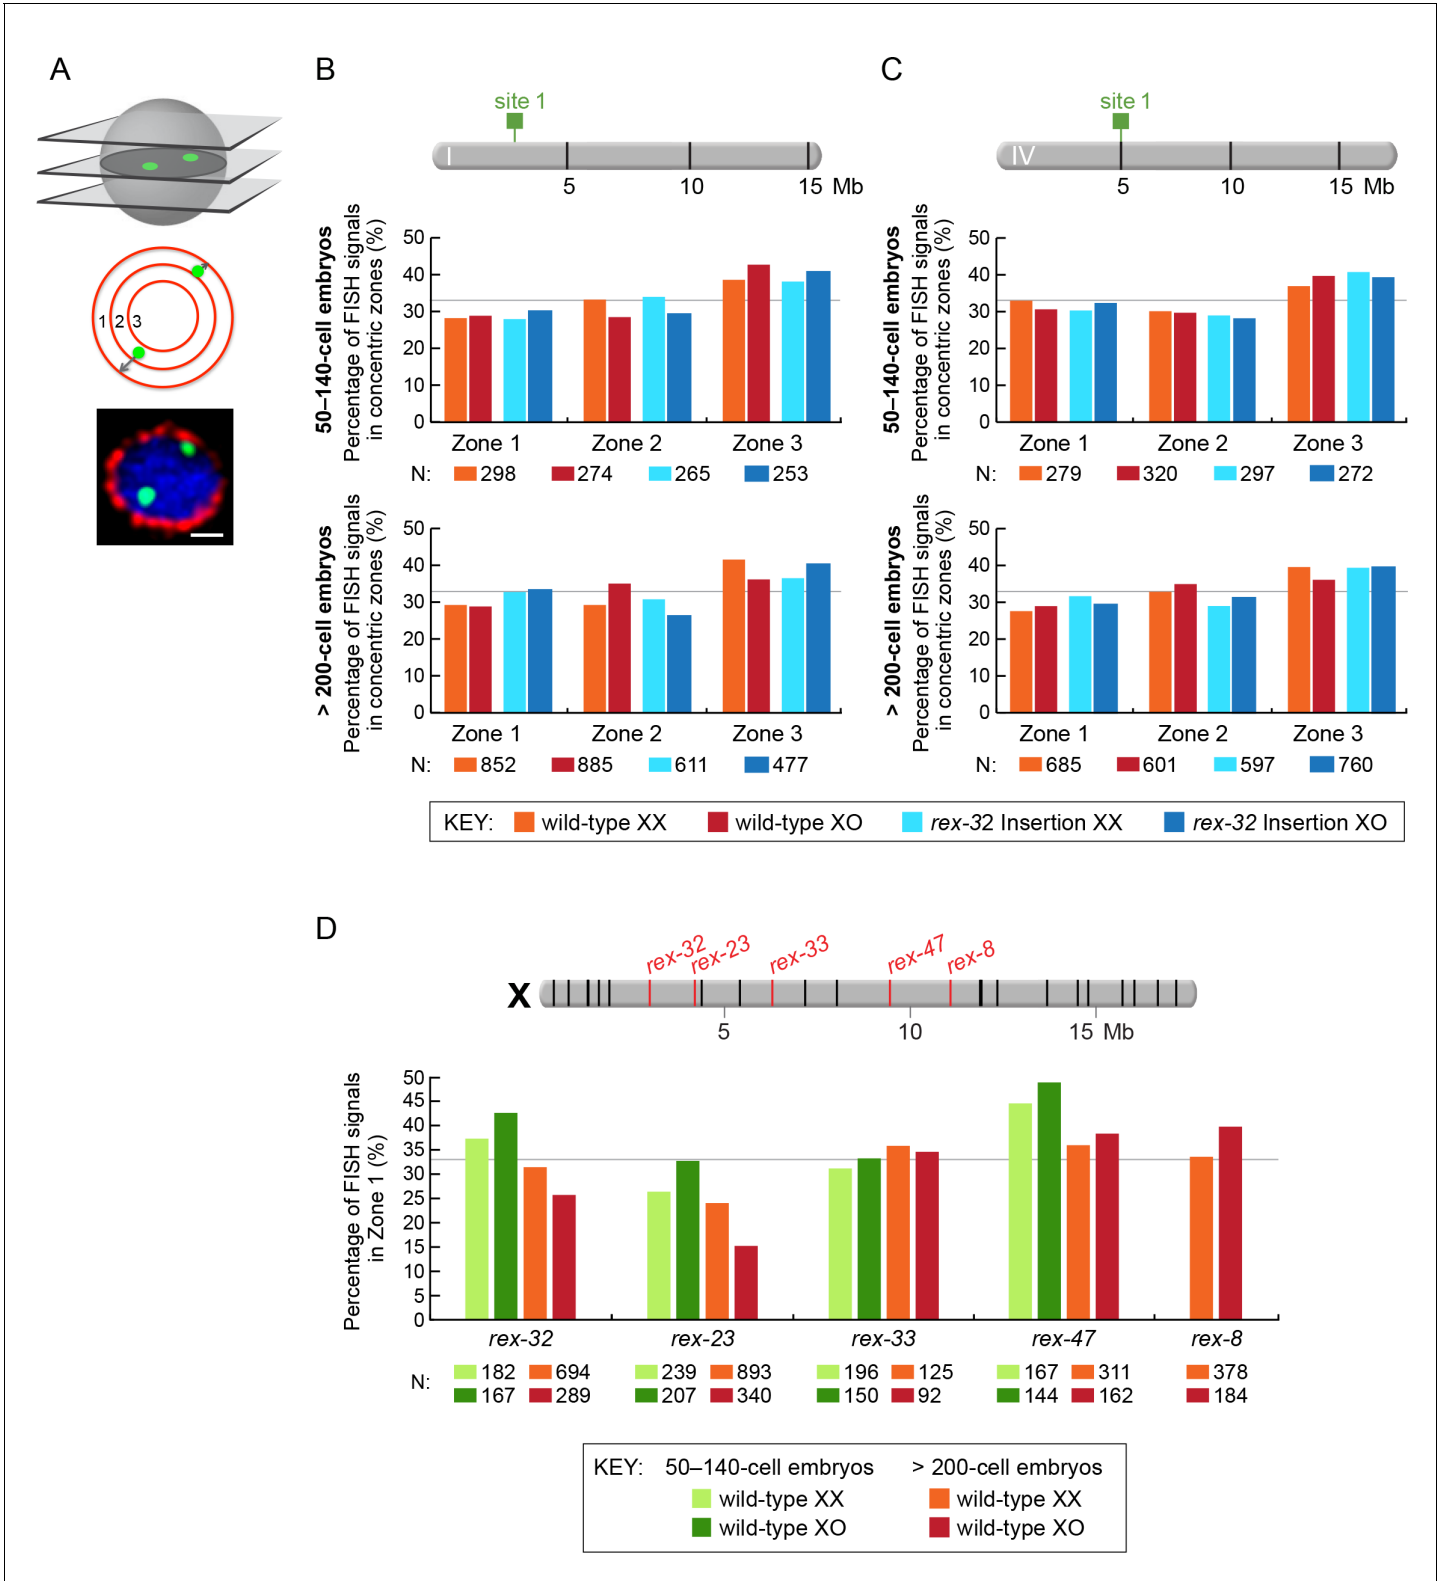 A
1 2 3
B
site 1
I
5 10 15 Mb
50–140-cell embryos
Percentage of FISH signals
in concentric zones (%)
50
40
30
20
10
0
Zone 1 Zone 2 Zone 3
N: 298 274 265 253
> 200-cell embryos
Percentage of FISH signals
in concentric zones (%)
50
40
30
20
10
0
Zone 1 Zone 2 Zone 3
N: 852 885 611 477
C
site 1
IV
5 10 15 Mb
50–140-cell embryos
Percentage of FISH signals
in concentric zones (%)
50
40
30
20
10
0
Zone 1 Zone 2 Zone 3
N: 279 320 297 272
> 200-cell embryos
Percentage of FISH signals
in concentric zones (%)
50
40
30
20
10
0
Zone 1 Zone 2 Zone 3
N: 685 601 597 760
KEY: wild-type XX wild-type XO rex-32 Insertion XX rex-32 Insertion XO
D
rex-32 rex-23 rex-33 rex-47 rex-8
X
5 10 15 Mb
Percentage of FISH signals
in Zone 1 (%)
50
45
40
35
30
25
20
15
10
5
0
rex-32 rex-23 rex-33 rex-47 rex-8
N:
182 694 239 893 196 125 167 311 378
167 289 207 340 150 92 144 162 184
KEY: 50–140-cell embryos > 200-cell embryos
wild-type XX wild-type XX
wild-type XO wild-type XO